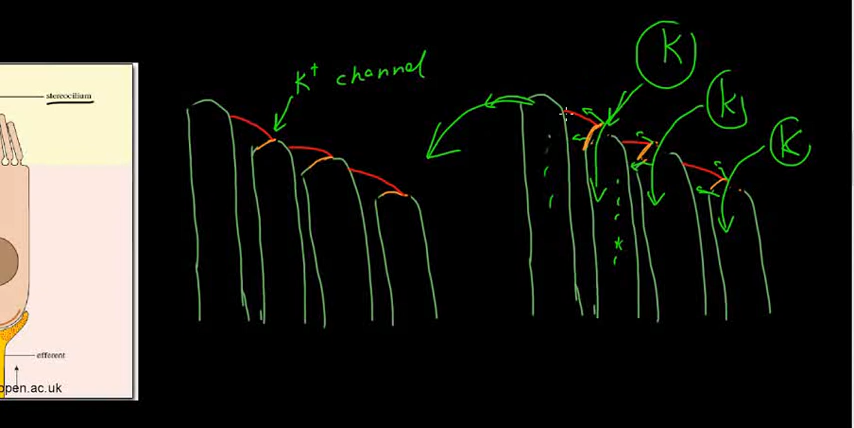 stereocilium
K+ channel
K
K
K
efferent
open.ac.uk